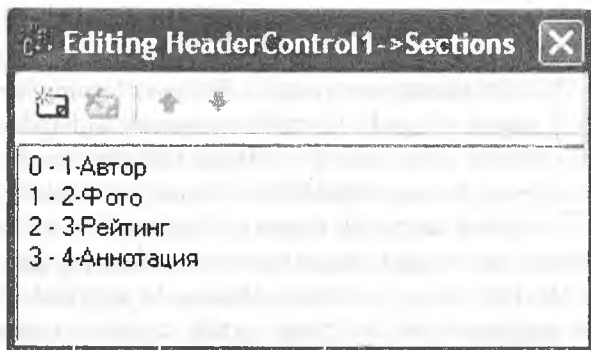 Editing HeaderControl1->Sections
0 - 1-Автор
1 - 2-Фото
2 - 3-Рейтинг
3 - 4-Аннотация